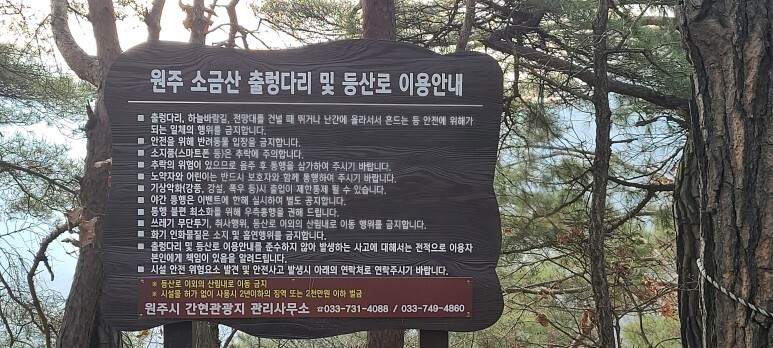 원주 소금산 출렁다리 및 등산로 이용안내
■ 출렁다리, 하늘바람길, 전망대를 건널 때 뛰거나 난간에 올라서서 흔드는 등 안전에 위해가
되는 일체의 행위를 금지합니다.
■ 안전을 위해 반려동물 입장을 금지합니다.
■ 소지품(스마트폰 등)은 추락에 주의합니다.
■ 추락의 위험이 있으므로 음주 후 통행을 삼가하여 주시기 바랍니다.
■ 노약자와 어린이는 반드시 보호자와 함께 통행하여 주시기 바랍니다.
■ 기상악화(강풍, 강설, 폭우 등)시 출입이 제한통제 될 수 있습니다.
■ 야간 통행은 이벤트에 한해 실시하며 별도 공지합니다.
■ 통행 불편 최소화를 위해 우측통행을 권해 드립니다.
■ 쓰레기 무단투기, 취사행위, 등산로 이외의 산림내로 이동 행위를 금지합니다.
■ 화기 인화물질은 소지 및 흡연행위를 금지합니다.
■ 출렁다리 및 등산로 이용안내를 준수하지 않아 발생하는 사고에 대해서는 전적으로 이용자
본인에게 책임이 있음을 알려드립니다.
■ 시설 안전 위험요소 발견 및 안전사고 발생시 아래의 연락처로 연락주시기 바랍니다.
※ 등산로 이외의 산림내로 이동 금지
※ 시설물 허가 없이 사용시 2년이하의 징역 또는 2천만원 이하 벌금
원주시 간현관광지 관리사무소 ☎033-731-4088 / 033-749-4860